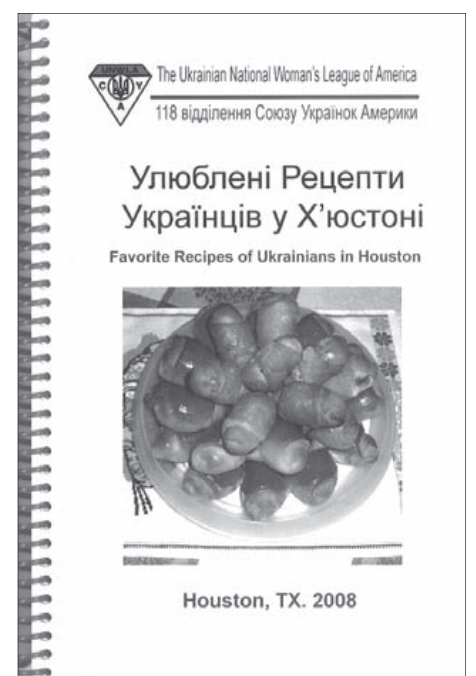 UNWLA
С У
А
The Ukrainian National Woman's League of America
118 відділення Союзу Українок Америки
Улюблені Рецепти
Українців у Х’юстоні
Favorite Recipes of Ukrainians in Houston
Houston, TX. 2008